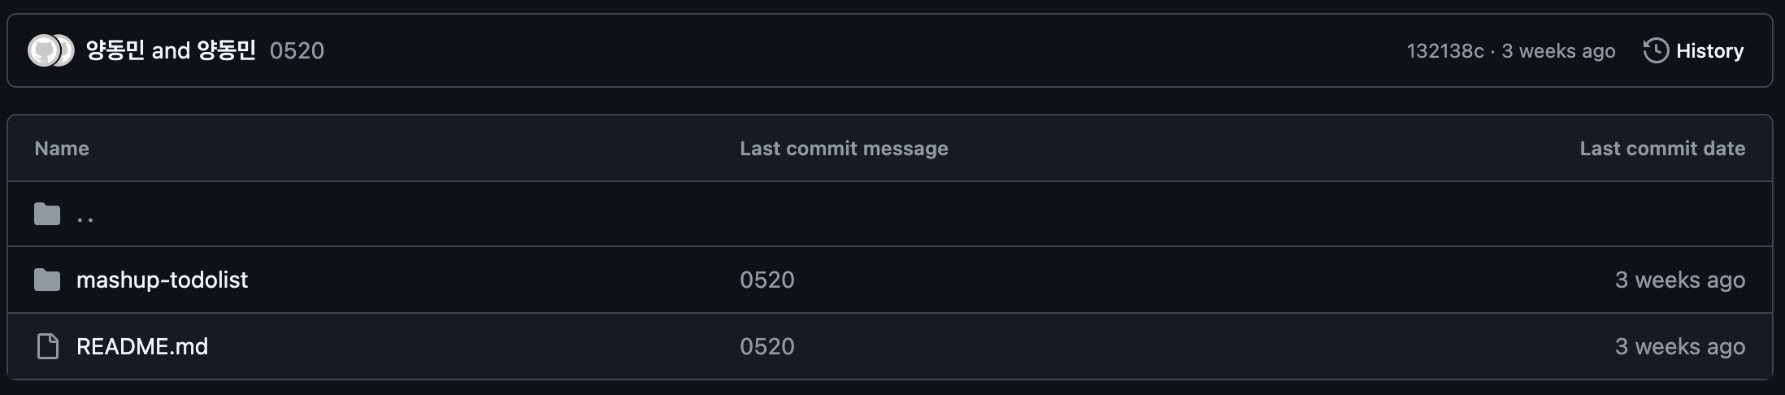 양동민 and 양동민 0520 132138c · 3 weeks ago History
Name Last commit message Last commit date
..
mashup-todolist 0520 3 weeks ago
README.md 0520 3 weeks ago